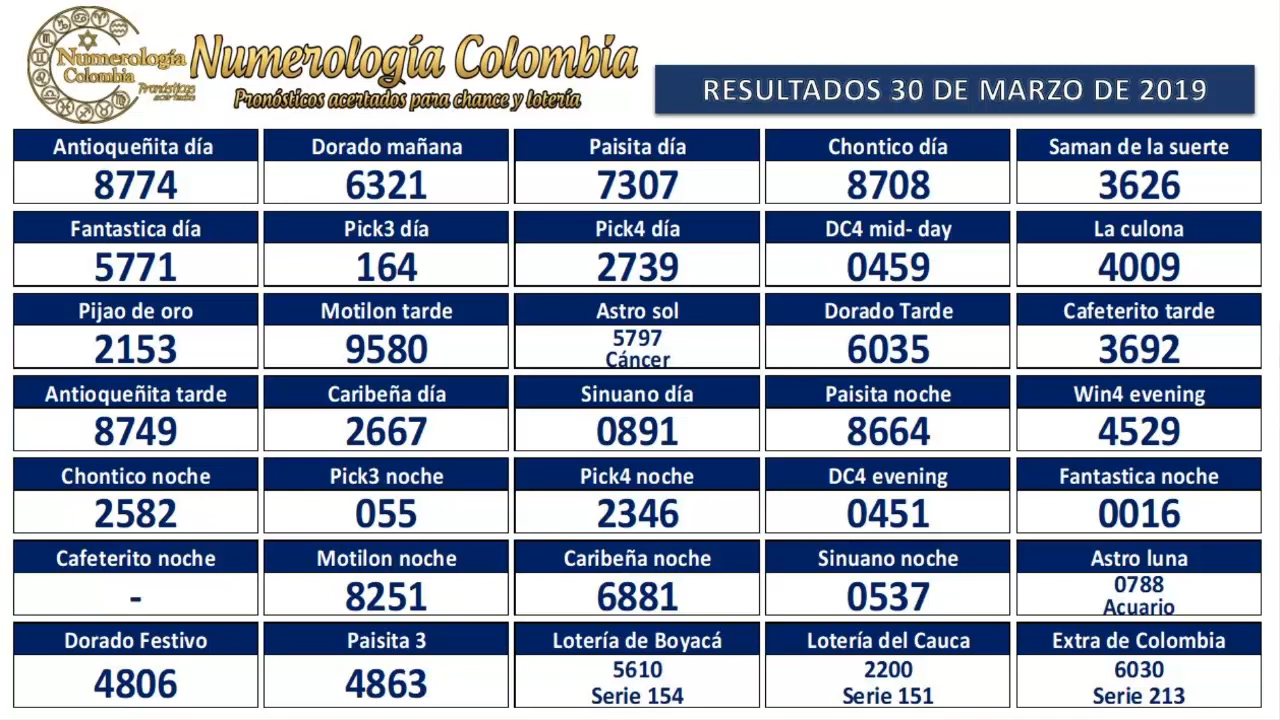 Numerología
Colombia
Pronósticos
acertados
Numerología Colombia
Pronósticos acertados para chance y lotería
RESULTADOS 30 DE MARZO DE 2019
Antioqueñita día
8774
Dorado mañana
6321
Paisita día
7307
Chontico día
8708
Saman de la suerte
3626
Fantastica día
5771
Pick3 día
164
Pick4 día
2739
DC4 mid- day
0459
La culona
4009
Pijao de oro
2153
Motilon tarde
9580
Astro sol
5797
Cáncer
Dorado Tarde
6035
Cafeterito tarde
3692
Antioqueñita tarde
8749
Caribeña día
2667
Sinuano día
0891
Paisita noche
8664
Win4 evening
4529
Chontico noche
2582
Pick3 noche
055
Pick4 noche
2346
DC4 evening
0451
Fantastica noche
0016
Cafeterito noche
-
Motilon noche
8251
Caribeña noche
6881
Sinuano noche
0537
Astro luna
0788
Acuario
Dorado Festivo
4806
Paisita 3
4863
Lotería de Boyacá
5610
Serie 154
Lotería del Cauca
2200
Serie 151
Extra de Colombia
6030
Serie 213